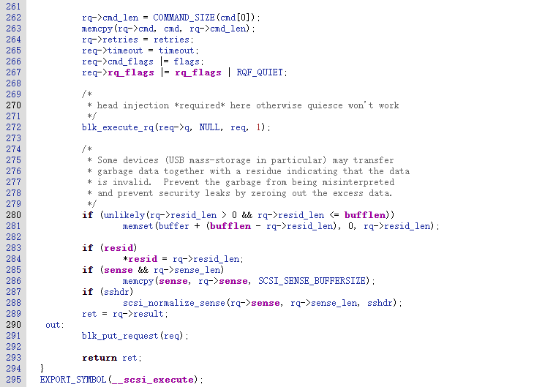 261
262 rq->cmd_len = COMMAND_SIZE(cmd[0]);
263 memcpy(rq->cmd, cmd, rq->cmd_len);
264 rq->retries = retries;
265 req->timeout = timeout;
266 req->cmd_flags |= flags;
267 req->rq_flags |= rq_flags | RQF_QUIET;
268
269 /*
270 * head injection *required* here otherwise quiesce won't work
271 */
272 blk_execute_rq(req->q, NULL, req, 1);
273
274 /*
275 * Some devices (USB mass-storage in particular) may transfer
276 * garbage data together with a residue indicating that the data
277 * is invalid. Prevent the garbage from being misinterpreted
278 * and prevent security leaks by zeroing out the excess data.
279 */
280 if (unlikely(rq->resid_len > 0 && rq->resid_len <= bufflen))
281 memset(buffer + (bufflen - rq->resid_len), 0, rq->resid_len);
282
283 if (resid)
284 *resid = rq->resid_len;
285 if (sense && rq->sense_len)
286 memcpy(sense, rq->sense, SCSI_SENSE_BUFFERSIZE);
287 if (sshdr)
288 scsi_normalize_sense(rq->sense, rq->sense_len, sshdr);
289 ret = rq->result;
290 out:
291 blk_put_request(req);
292
293 return ret;
294 }
295 EXPORT_SYMBOL(__scsi_execute);